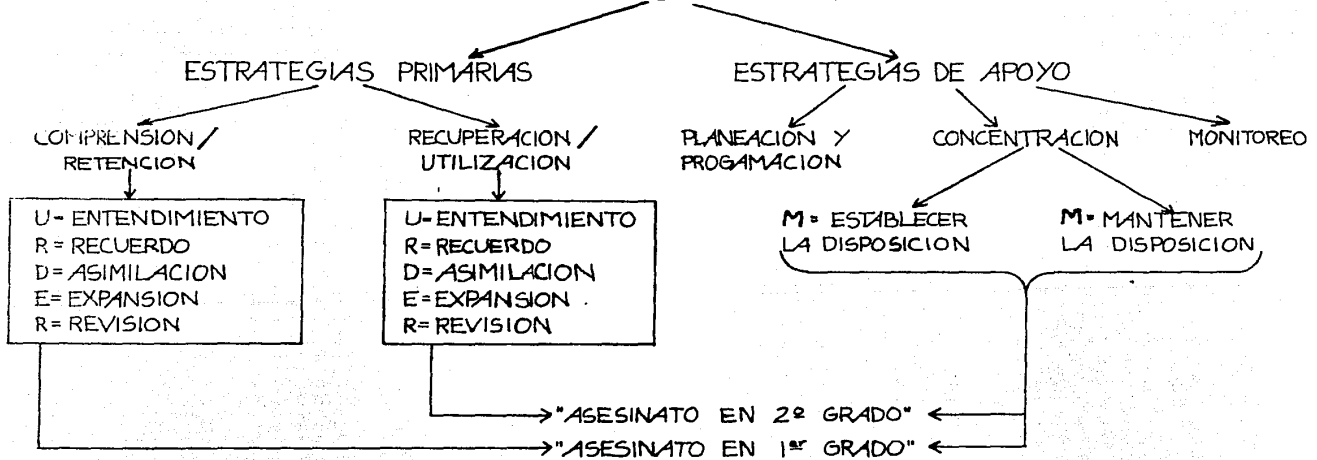 ESTRATEGIAS PRIMARIAS
ESTRATEGIAS DE APOYO
COMPRENSION /
RETENCION
RECUPERACION /
UTILIZACION
PLANEACION Y
PROGAMACION
CONCENTRACION
MONITOREO
U- ENTENDIMIENTO
R= RECUERDO
D= ASIMILACION
E= EXPANSION
R= REVISION
U- ENTENDIMIENTO
R= RECUERDO
D= ASIMILACION
E= EXPANSION
R= REVISION
M= ESTABLECER
LA DISPOSICION
M= MANTENER
LA DISPOSICION
"ASESINATO EN 2º GRADO"
"ASESINATO EN 1er GRADO"